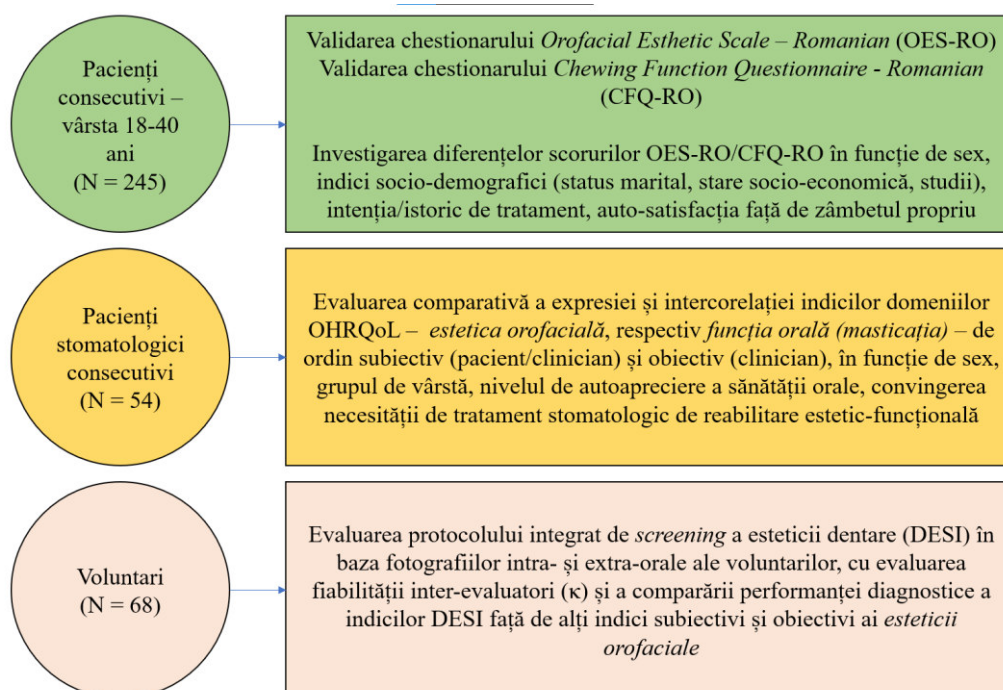 Pacienți
consecutivi –
vârsta 18-40
ani
(N = 245)
Validarea chestionarului Orofacial Esthetic Scale – Romanian (OES-RO)
Validarea chestionarului Chewing Function Questionnaire - Romanian
(CFQ-RO)
Investigarea diferențelor scorurilor OES-RO/CFQ-RO în funcție de sex,
indici socio-demografici (status marital, stare socio-economică, studii),
intenția/istoric de tratament, auto-satisfacția față de zâmbetul propriu
Pacienți
stomatologici
consecutivi
(N = 54)
Evaluarea comparativă a expresiei și intercorelației indicilor domeniilor
OHRQoL – estetica orofacială, respectiv funcția orală (masticația) – de
ordin subiectiv (pacient/clinician) și obiectiv (clinician), în funcție de sex,
grupul de vârstă, nivelul de autoapreciere a sănătății orale, convingerea
necesității de tratament stomatologic de reabilitare estetic-funcțională
Voluntari
(N = 68)
Evaluarea protocolului integrat de screening a esteticii dentare (DESI) în
baza fotografiilor intra- și extra-orale ale voluntarilor, cu evaluarea
fiabilității inter-evaluatori (κ) și a comparării performanței diagnostice a
indicilor DESI față de alți indici subiectivi și obiectivi ai esteticii
orofaciale